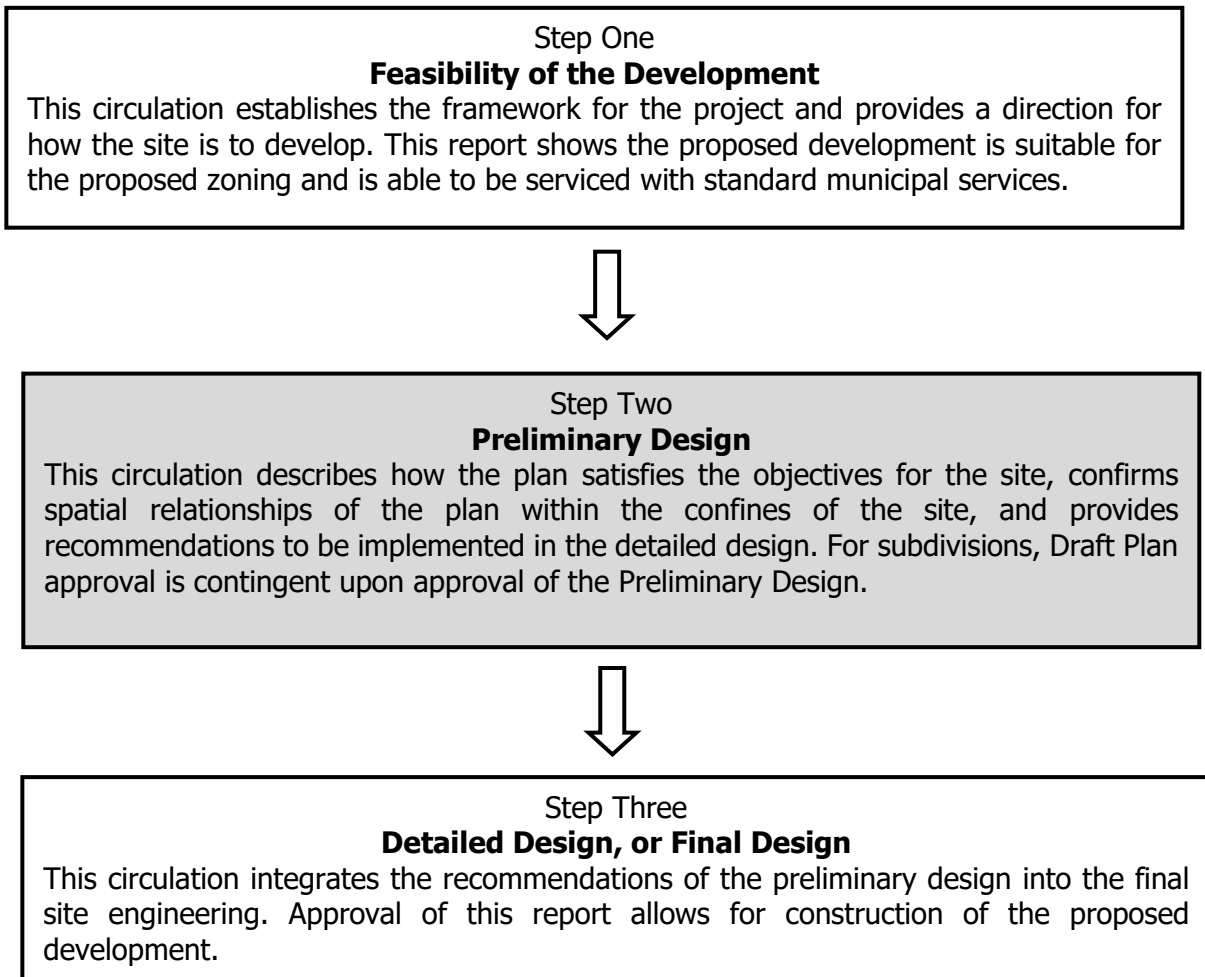 Step One
Feasibility of the Development
This circulation establishes the framework for the project and provides a direction for
how the site is to develop. This report shows the proposed development is suitable for
the proposed zoning and is able to be serviced with standard municipal services.
Step Two
Preliminary Design
This circulation describes how the plan satisfies the objectives for the site, confirms
spatial relationships of the plan within the confines of the site, and provides
recommendations to be implemented in the detailed design. For subdivisions, Draft Plan
approval is contingent upon approval of the Preliminary Design.
Step Three
Detailed Design, or Final Design
This circulation integrates the recommendations of the preliminary design into the final
site engineering. Approval of this report allows for construction of the proposed
development.